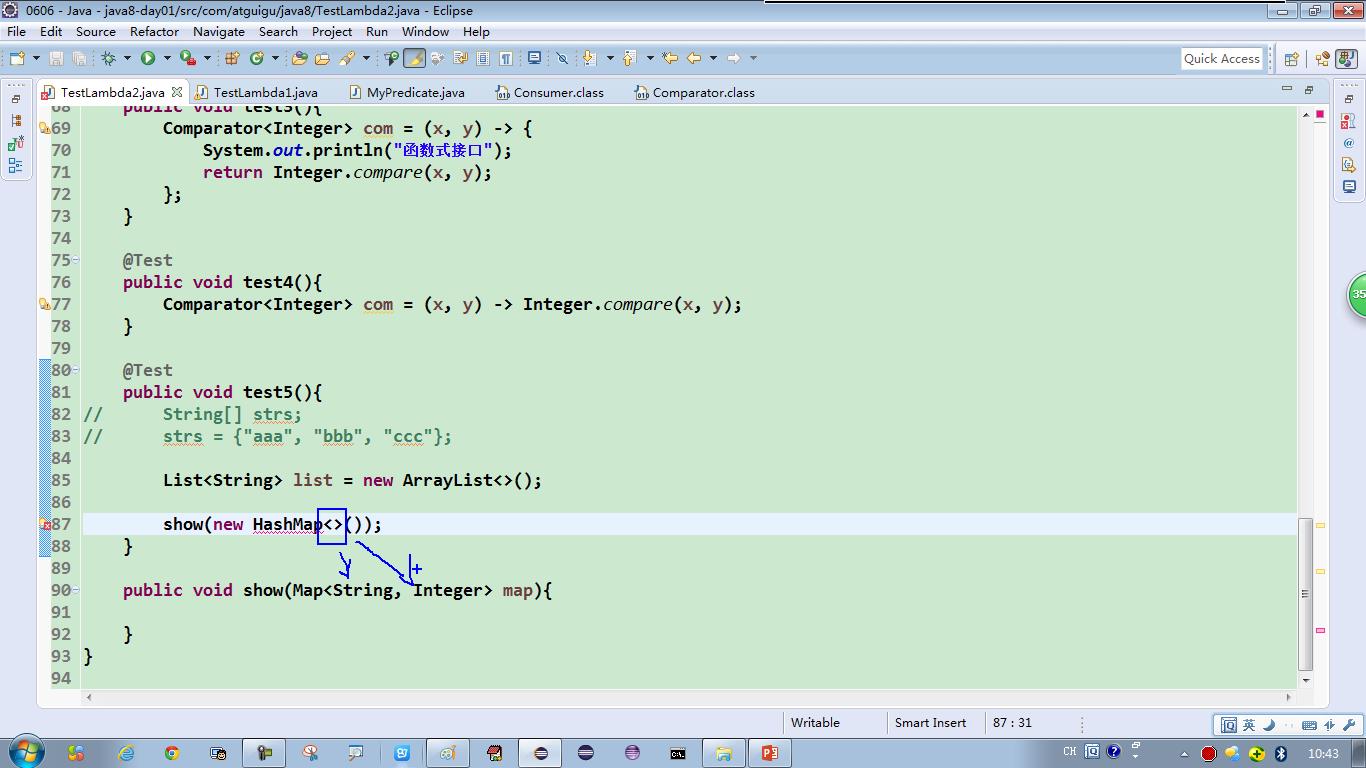 0606 - Java - java8-day01/src/com/atguigu/java8/TestLambda2.java - Eclipse
File Edit Source Refactor Navigate Search Project Run Window Help
Quick Access
TestLambda2.java TestLambda1.java MyPredicate.java Consumer.class Comparator.class
68 public void test3(){
69 Comparator<Integer> com = (x, y) -> {
70 System.out.println("函数式接口");
71 return Integer.compare(x, y);
72 };
73 }
74
75 @Test
76 public void test4(){
77 Comparator<Integer> com = (x, y) -> Integer.compare(x, y);
78 }
79
80 @Test
81 public void test5(){
82 // String[] strs;
83 // strs = {"aaa", "bbb", "ccc"};
84
85 List<String> list = new ArrayList<>();
86
87 show(new HashMap<>());
88 }
89
90 public void show(Map<String, Integer> map){
91
92 }
93 }
94
35
Writable Smart Insert 87 : 31
英
CH 10:43